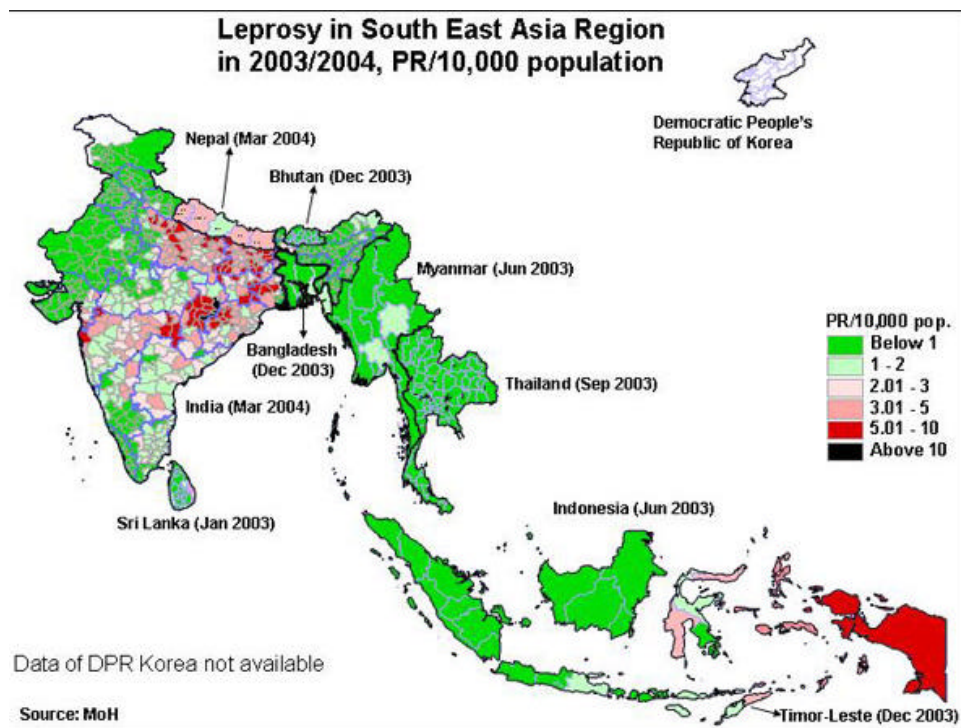 Leprosy in South East Asia Region
in 2003/2004, PR/10,000 population
Democratic People's
Republic of Korea
Nepal (Mar 2004)
Bhutan (Dec 2003)
Myanmar (Jun 2003)
Bangladesh
(Dec 2003)
Thailand (Sep 2003)
India (Mar 2004)
PR/10,000 pop.
Below 1
1 - 2
2.01 - 3
3.01 - 5
5.01 - 10
Above 10
Sri Lanka (Jan 2003)
Indonesia (Jun 2003)
Data of DPR Korea not available
Source: MoH
Timor-Leste (Dec 2003)